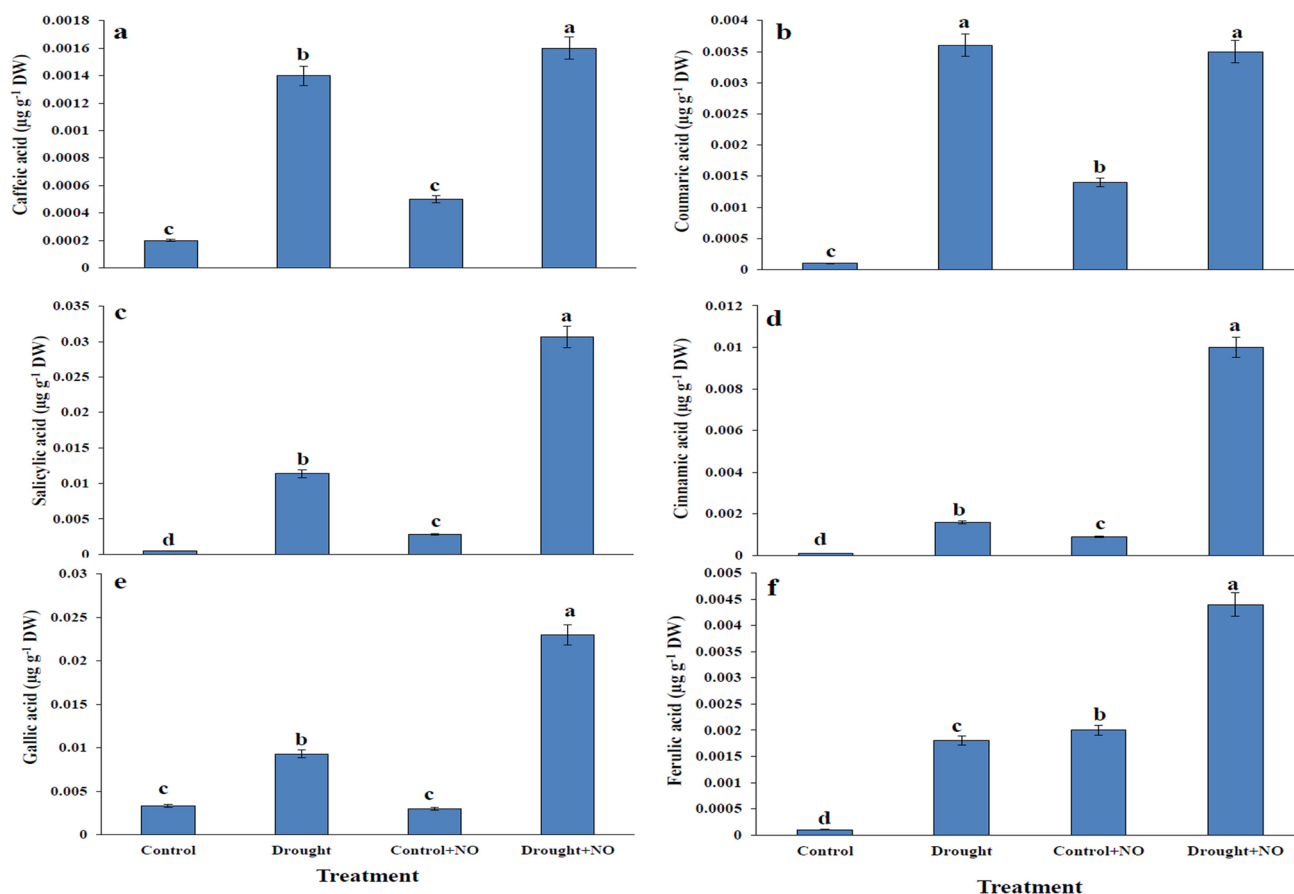 a
Caffeic acid (µg g-1 DW)
0.0018
0.0016
0.0014
0.0012
0.001
0.0008
0.0006
0.0004
0.0002
0
c
b
c
a
b
Coumaric acid (µg g-1 DW)
0.004
0.0035
0.003
0.0025
0.002
0.0015
0.001
0.0005
0
c
a
b
a
c
Salicylic acid (µg g-1 DW)
0.035
0.03
0.025
0.02
0.015
0.01
0.005
0
d
b
c
a
d
Cinnamic acid (µg g-1 DW)
0.012
0.01
0.008
0.006
0.004
0.002
0
d
b
c
a
e
Gallic acid (µg g-1 DW)
0.03
0.025
0.02
0.015
0.01
0.005
0
c
b
c
a
Control Drought Control+NO Drought+NO
Treatment
f
Ferulic acid (µg g-1 DW)
0.005
0.0045
0.004
0.0035
0.003
0.0025
0.002
0.0015
0.001
0.0005
0
d
c
b
a
Control Drought Control+NO Drought+NO
Treatment